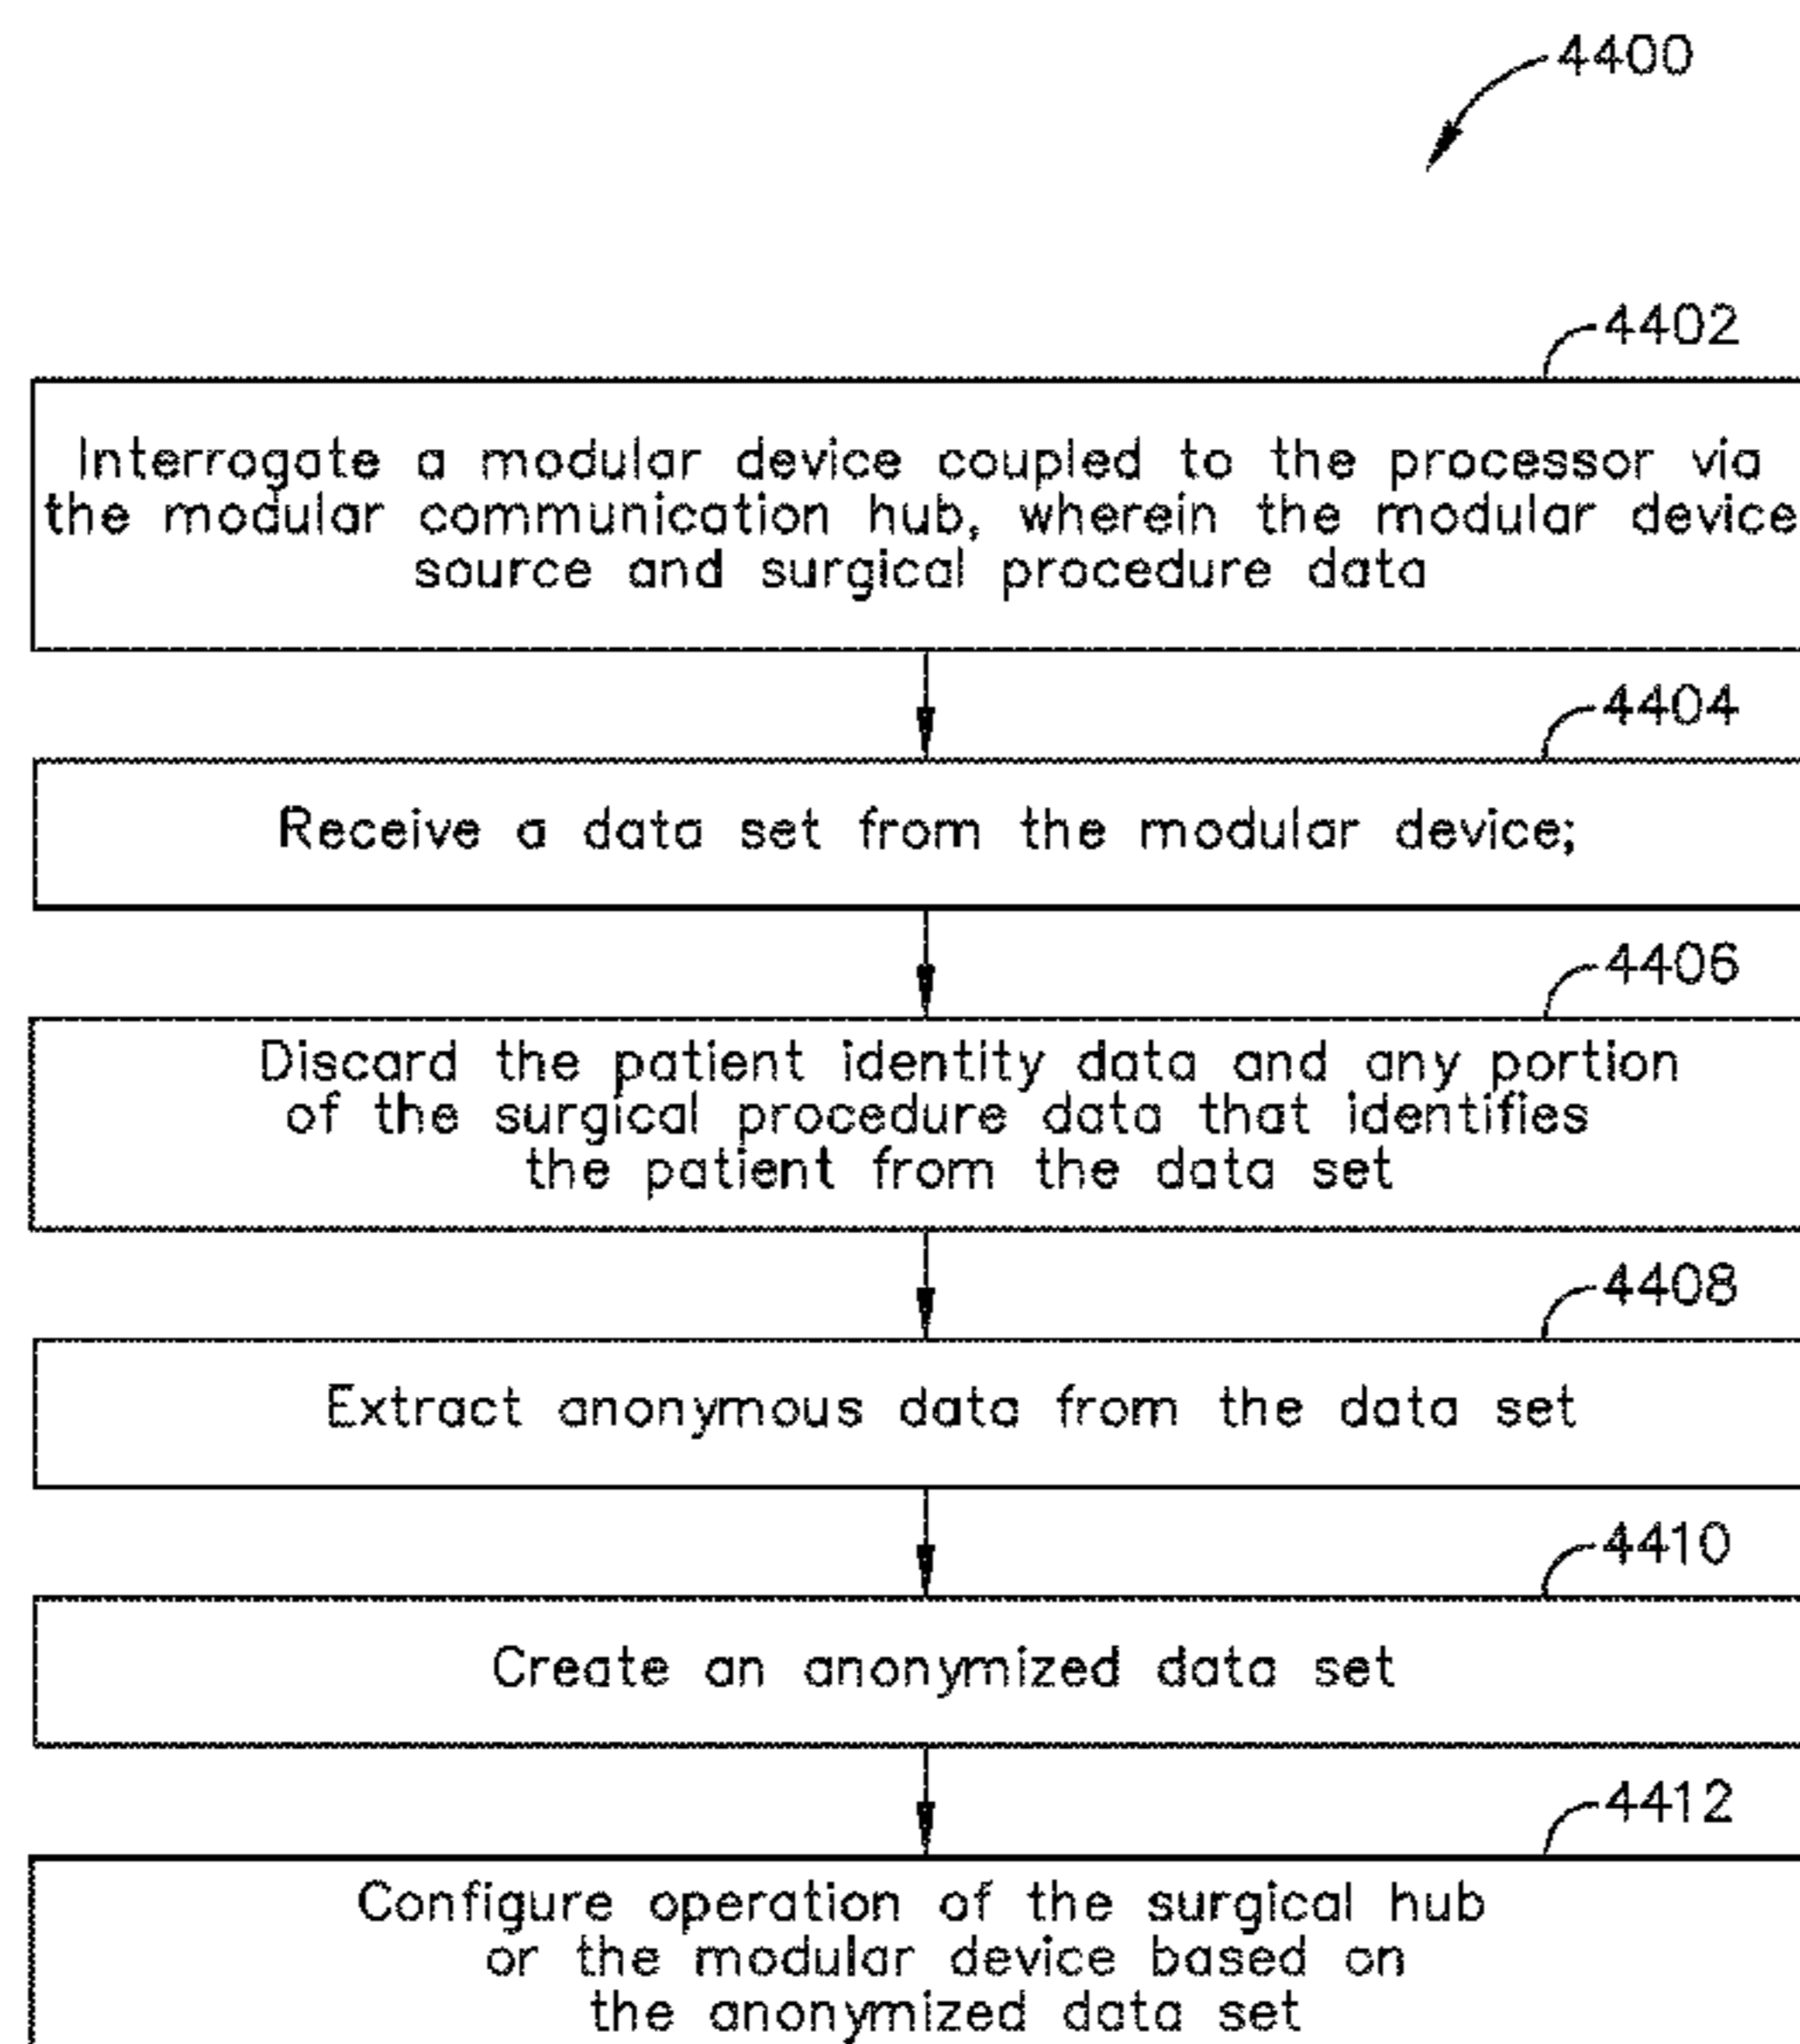 4400
4402
Interrogate a modular device coupled to the processor via
the modular communication hub, wherein the modular device
source and surgical procedure data
4404
Receive a data set from the modular device;
4406
Discard the patient identity data and any portion
of the surgical procedure data that identifies
the patient from the data set
4408
Extract anonymous data from the data set
4410
Create an anonymized data set
4412
Configure operation of the surgical hub
or the modular device based on
the anonymized data set